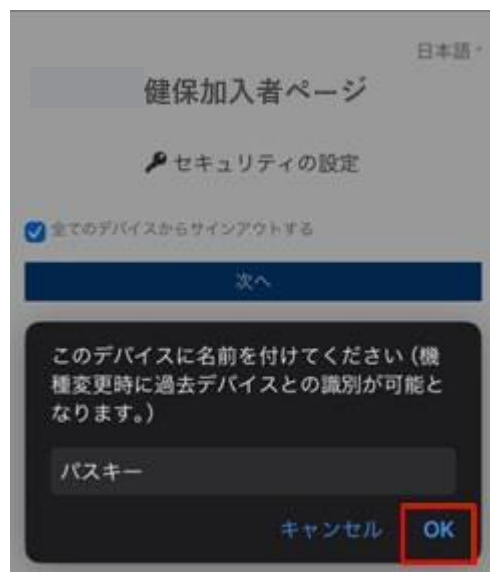 日本語
健保加入者ページ
セキュリティの設定
全てのデバイスからサインアウトする
次へ
このデバイスに名前を付けてください (機
種変更時に過去デバイスとの識別が可能と
なります。)
パスキー
キャンセル OK